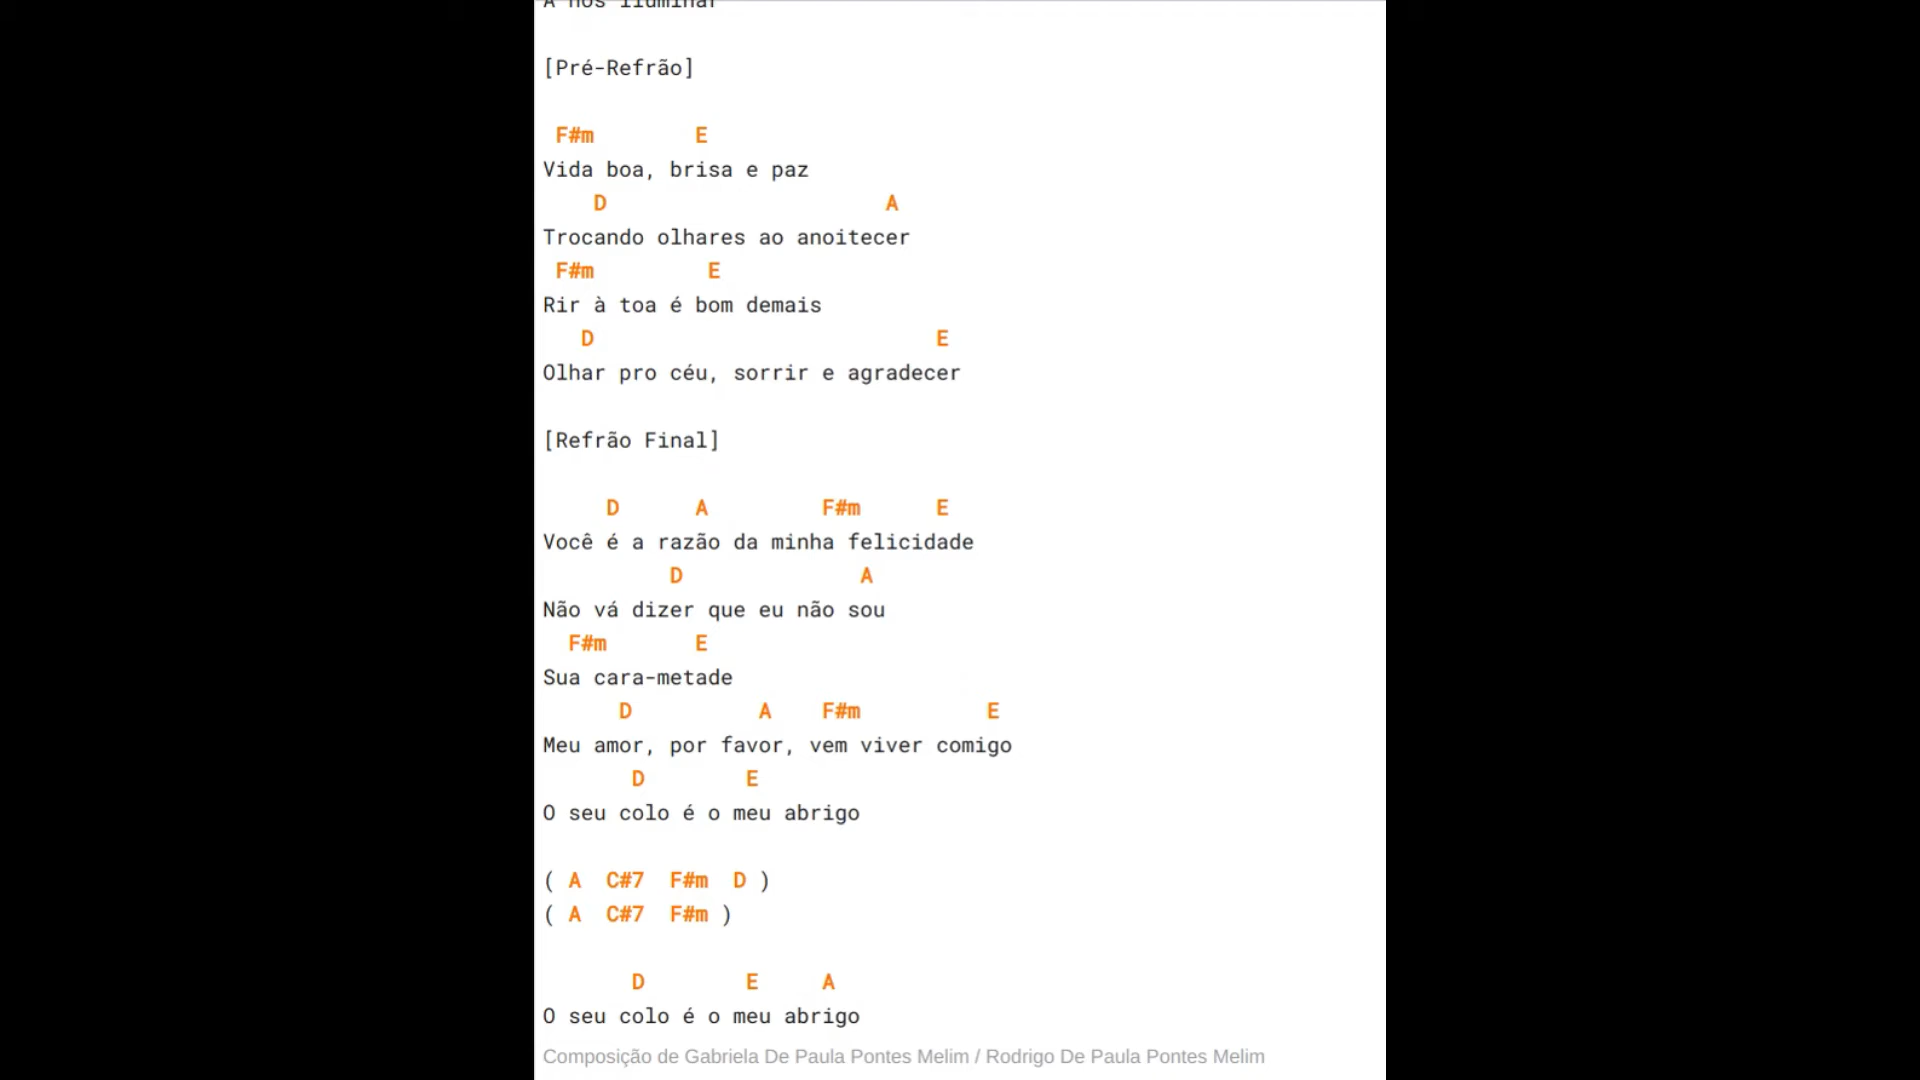 A nos iluminar
[Pré-Refrão]
F#m E
Vida boa, brisa e paz
D A
Trocando olhares ao anoitecer
F#m E
Rir à toa é bom demais
D E
Olhar pro céu, sorrir e agradecer
[Refrão Final]
D A F#m E
Você é a razão da minha felicidade
D A
Não vá dizer que eu não sou
F#m E
Sua cara-metade
D A F#m E
Meu amor, por favor, vem viver comigo
D E
O seu colo é o meu abrigo
( A C#7 F#m D )
( A C#7 F#m )
D E A
O seu colo é o meu abrigo
Composição de Gabriela De Paula Pontes Melim / Rodrigo De Paula Pontes Melim